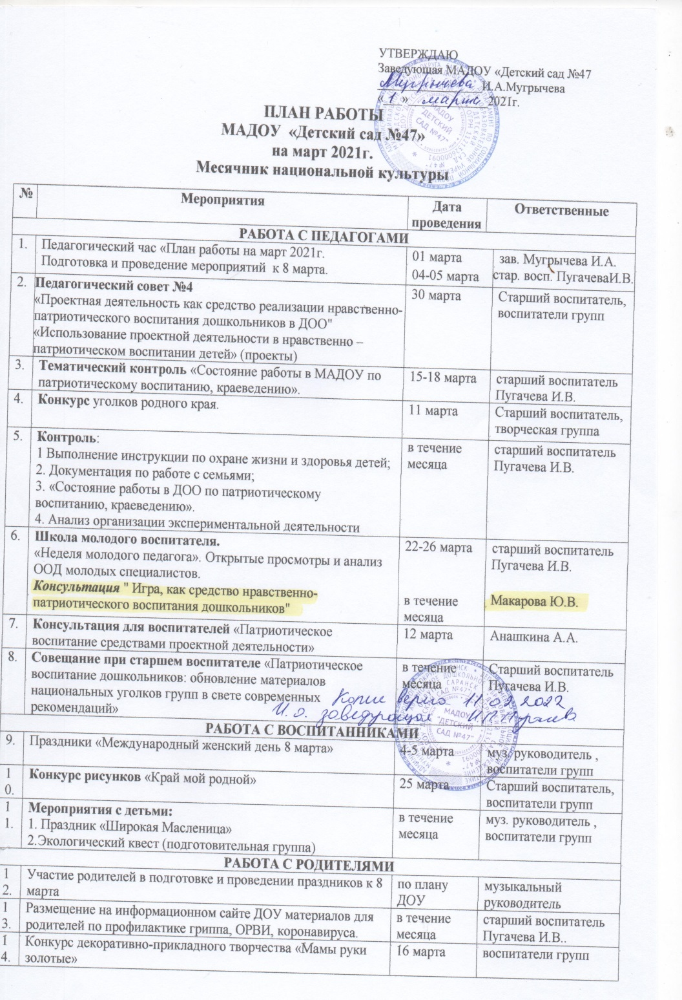 УТВЕРЖДАЮ
Заведующая МАДОУ «Детский сад №47
Мугрычева И.А.Мугрычева
« 1 » марта 2021г.
ПЛАН РАБОТЫ
МАДОУ «Детский сад №47»
на март 2021г.
Месячник национальной культуры
№ Мероприятия Дата проведения Ответственные
РАБОТА С ПЕДАГОГАМИ
1. Педагогический час «План работы на март 2021г. 01 марта зав. Мугрычева И.А.
Подготовка и проведение мероприятий к 8 марта. 04-05 марта стар. восп. ПугачеваИ.В.
2. Педагогический совет №4 30 марта Старший воспитатель,
«Проектная деятельность как средство реализации нравственно- воспитатели групп
патриотического воспитания дошкольников в ДОО"
«Использование проектной деятельности в нравственно –
патриотическом воспитании детей» (проекты)
3. Тематический контроль «Состояние работы в МАДОУ по 15-18 марта старший воспитатель
патриотическому воспитанию, краеведению». Пугачева И.В.
4. Конкурс уголков родного края. 11 марта Старший воспитатель,
творческая группа
5. Контроль: в течение старший воспитатель
1 Выполнение инструкции по охране жизни и здоровья детей; месяца Пугачева И.В.
2. Документация по работе с семьями;
3. «Состояние работы в ДОО по патриотическому
воспитанию, краеведению».
4. Анализ организации экспериментальной деятельности
6. Школа молодого воспитателя. 22-26 марта старший воспитатель
«Неделя молодого педагога». Открытые просмотры и анализ Пугачева И.В.
ООД молодых специалистов.
Консультация " Игра, как средство нравственно- в течение Макарова Ю.В.
патриотического воспитания дошкольников" месяца
7. Консультация для воспитателей «Патриотическое 12 марта Анашкина А.А.
воспитание средствами проектной деятельности»
8. Совещание при старшем воспитателе «Патриотическое в течение Старший воспитатель
воспитание дошкольников: обновление материалов месяца Пугачева И.В.
национальных уголков групп в свете современных
рекомендаций»
Копия верна 11.03.2022
И.о. заведующая
МАДОУ
"ДЕТСКИЙ
САД №47"
РАБОТА С ВОСПИТАННИКАМИ
9. Праздники «Международный женский день 8 марта» 4-5 марта муз. руководитель ,
воспитатели групп
10. Конкурс рисунков «Край мой родной» 25 марта Старший воспитатель,
воспитатели групп
11. Мероприятия с детьми: в течение муз. руководитель ,
1. Праздник «Широкая Масленица» месяца воспитатели групп
2.Экологический квест (подготовительная группа)
РАБОТА С РОДИТЕЛЯМИ
12. Участие родителей в подготовке и проведении праздников к 8 по плану музыкальный
марта ДОУ руководитель
13. Размещение на информационном сайте ДОУ материалов для в течение старший воспитатель
родителей по профилактике гриппа, ОРВИ, коронавируса. месяца Пугачева И.В..
14. Конкурс декоративно-прикладного творчества «Мамы руки 16 марта воспитатели групп
золотые»